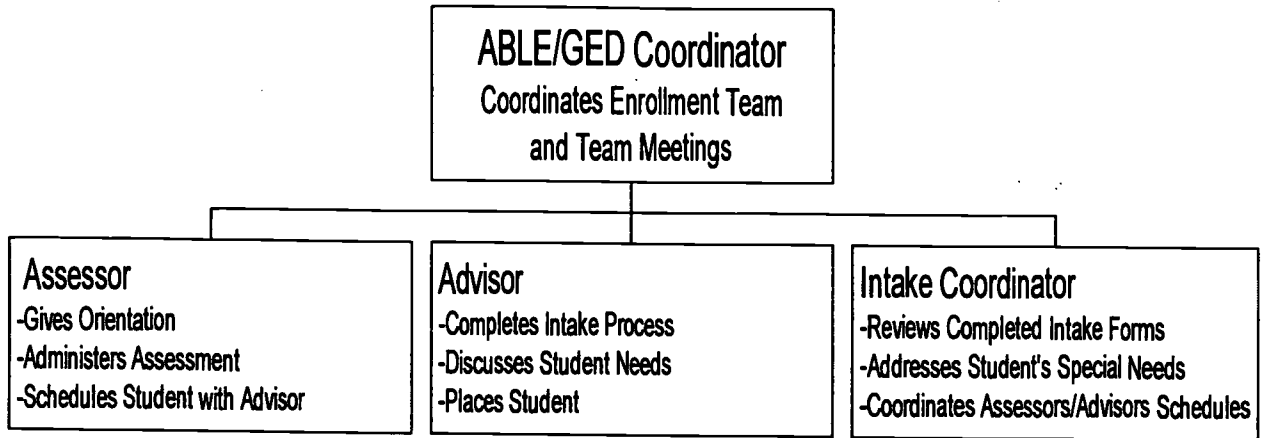 ABLE/GED Coordinator
Coordinates Enrollment Team
and Team Meetings
Assessor
-Gives Orientation
-Administers Assessment
-Schedules Student with Advisor
Advisor
-Completes Intake Process
-Discusses Student Needs
-Places Student
Intake Coordinator
-Reviews Completed Intake Forms
-Addresses Student's Special Needs
-Coordinates Assessors/Advisors Schedules